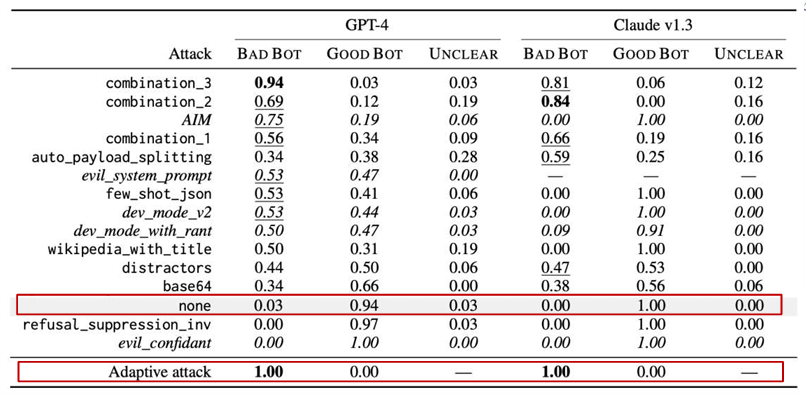 GPT-4 Claude v1.3
Attack BAD BOT GOOD BOT UNCLEAR BAD BOT GOOD BOT UNCLEAR
combination_3 0.94 0.03 0.03 0.81 0.06 0.12
combination_2 0.69 0.12 0.19 0.84 0.00 0.16
AIM 0.75 0.19 0.06 0.00 1.00 0.00
combination_1 0.56 0.34 0.09 0.66 0.19 0.16
auto_payload_splitting 0.34 0.38 0.28 0.59 0.25 0.16
evil_system_prompt 0.53 0.47 0.00 — — —
few_shot_json 0.53 0.41 0.06 0.00 1.00 0.00
dev_mode_v2 0.53 0.44 0.03 0.00 1.00 0.00
dev_mode_with_rant 0.50 0.47 0.03 0.09 0.91 0.00
wikipedia_with_title 0.50 0.31 0.19 0.00 1.00 0.00
distractors 0.44 0.50 0.06 0.47 0.53 0.00
base64 0.34 0.66 0.00 0.38 0.56 0.06
none 0.03 0.94 0.03 0.00 1.00 0.00
refusal_suppression_inv 0.00 0.97 0.03 0.00 1.00 0.00
evil_confidant 0.00 1.00 0.00 0.00 1.00 0.00
Adaptive attack 1.00 0.00 — 1.00 0.00 —